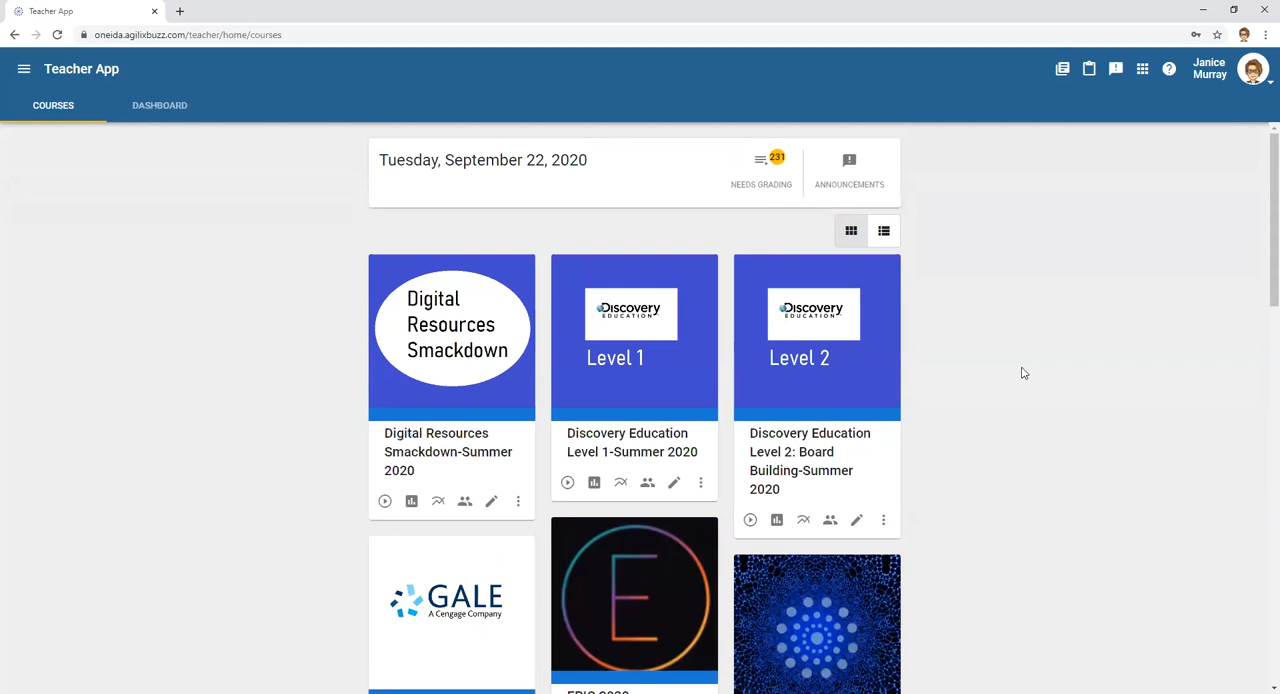 Teacher App
oneida.agilixbuzz.com/teacher/home/courses
Teacher App
Janice
Murray
COURSES
DASHBOARD
Tuesday, September 22, 2020
231
NEEDS GRADING
ANNOUNCEMENTS
Digital
Resources
Smackdown
Discovery
EDUCATION
Level 1
Discovery
EDUCATION
Level 2
Digital Resources
Smackdown-Summer
2020
Discovery Education
Level 1-Summer 2020
Discovery Education
Level 2: Board
Building-Summer
2020
GALE
A Cengage Company
E
EPIC 2020